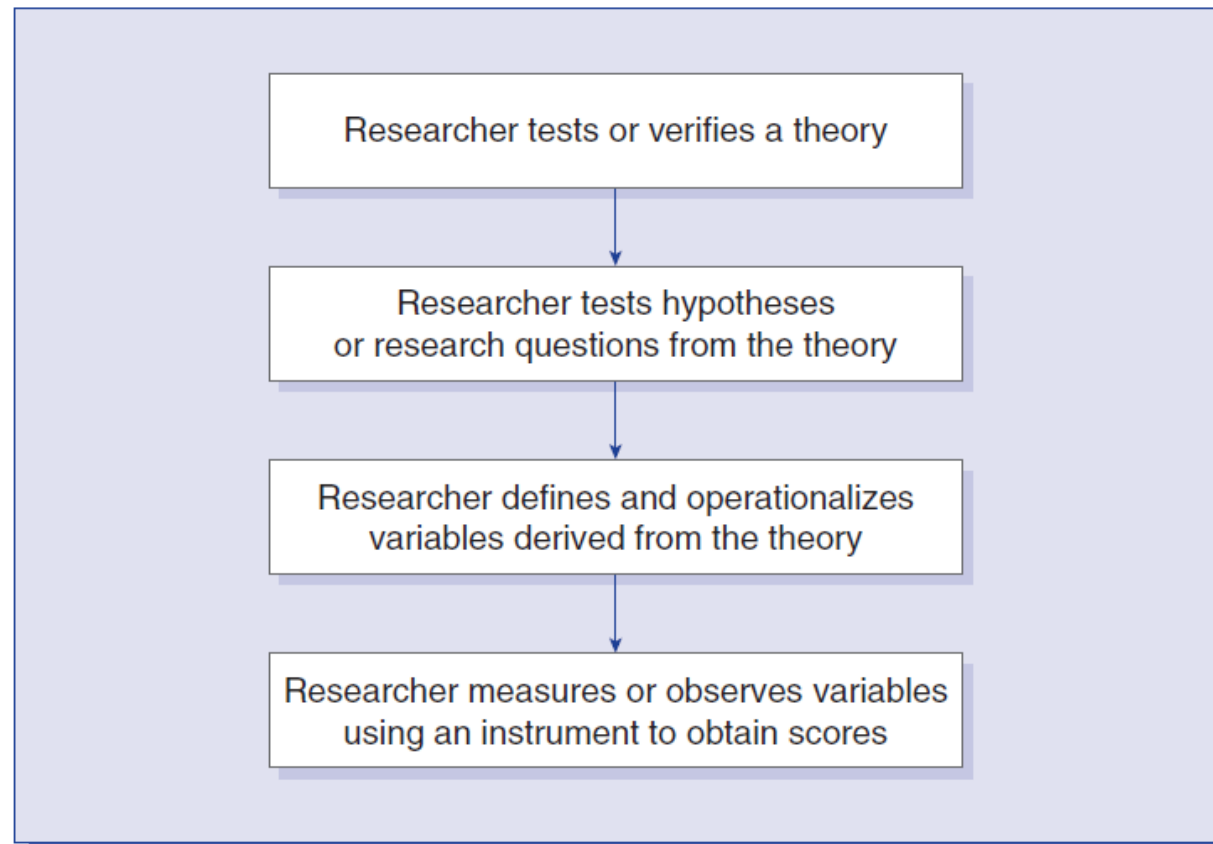 Researcher tests or verifies a theory
Researcher tests hypotheses
or research questions from the theory
Researcher defines and operationalizes
variables derived from the theory
Researcher measures or observes variables
using an instrument to obtain scores